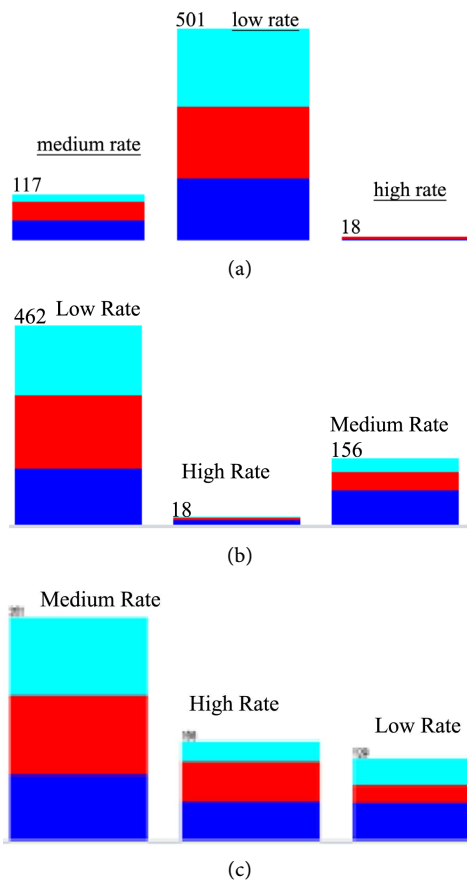 501 low rate
medium rate
117
high rate
18
(a)
Low Rate
462
Medium Rate
156
High Rate
18
(b)
Medium Rate
High Rate
Low Rate
(c)